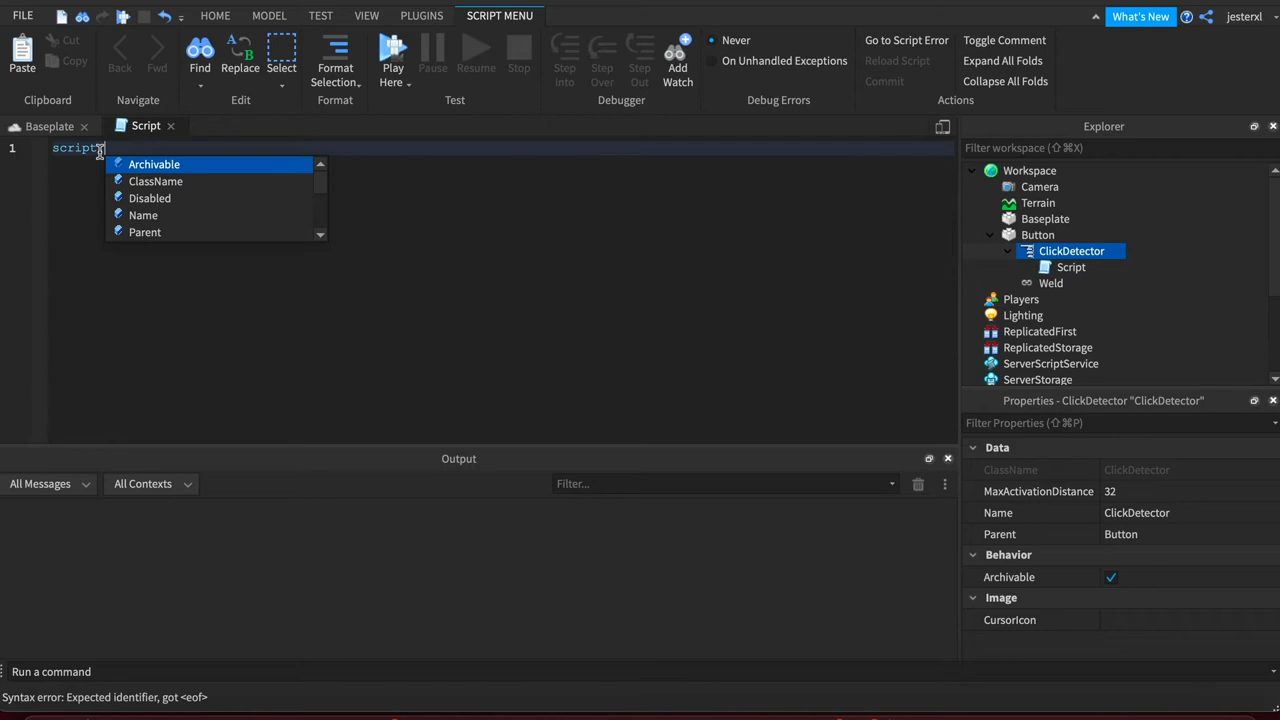 FILE HOME MODEL TEST VIEW PLUGINS SCRIPT MENU What's New jesterxl
Paste Cut Copy
Clipboard
Back Fwd
Navigate
Find Replace Select
Edit
Format Selection
Format
Play Here Pause Resume Stop
Test
Step into Step Over Step Out Add Watch
Debugger
Never
On Unhandled Exceptions
Debug Errors
Go to Script Error Toggle Comment
Reload Script Expand All Folds
Commit Collapse All Folds
Actions
Baseplate Script
1 script
Archivable
ClassName
Disabled
Name
Parent
Explorer
Filter workspace (⇧⌘X)
Workspace
Camera
Terrain
Baseplate
Button
ClickDetector
Script
Weld
Players
Lighting
ReplicatedFirst
ReplicatedStorage
ServerScriptService
ServerStorage
Properties - ClickDetector "ClickDetector"
Filter Properties (⇧⌘P)
Data
ClassName ClickDetector
MaxActivationDistance 32
Name ClickDetector
Parent Button
Behavior
Archivable
Image
CursorIcon
Output
All Messages All Contexts Filter...
Run a command
Syntax error: Expected identifier, got <eof>